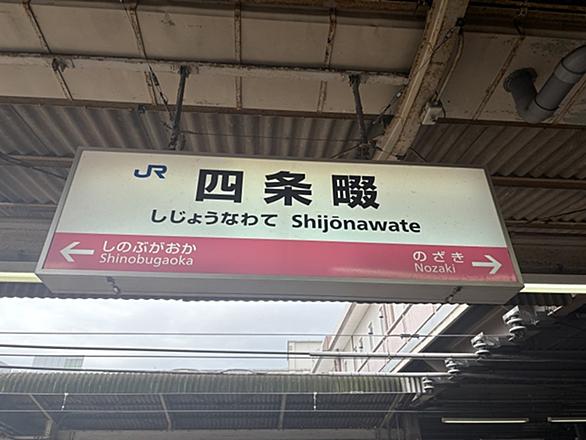 JR 四条畷
しじょうなわて Shijōnawate
← しのぶがおか
Shinobugaoka
のざき →
Nozaki